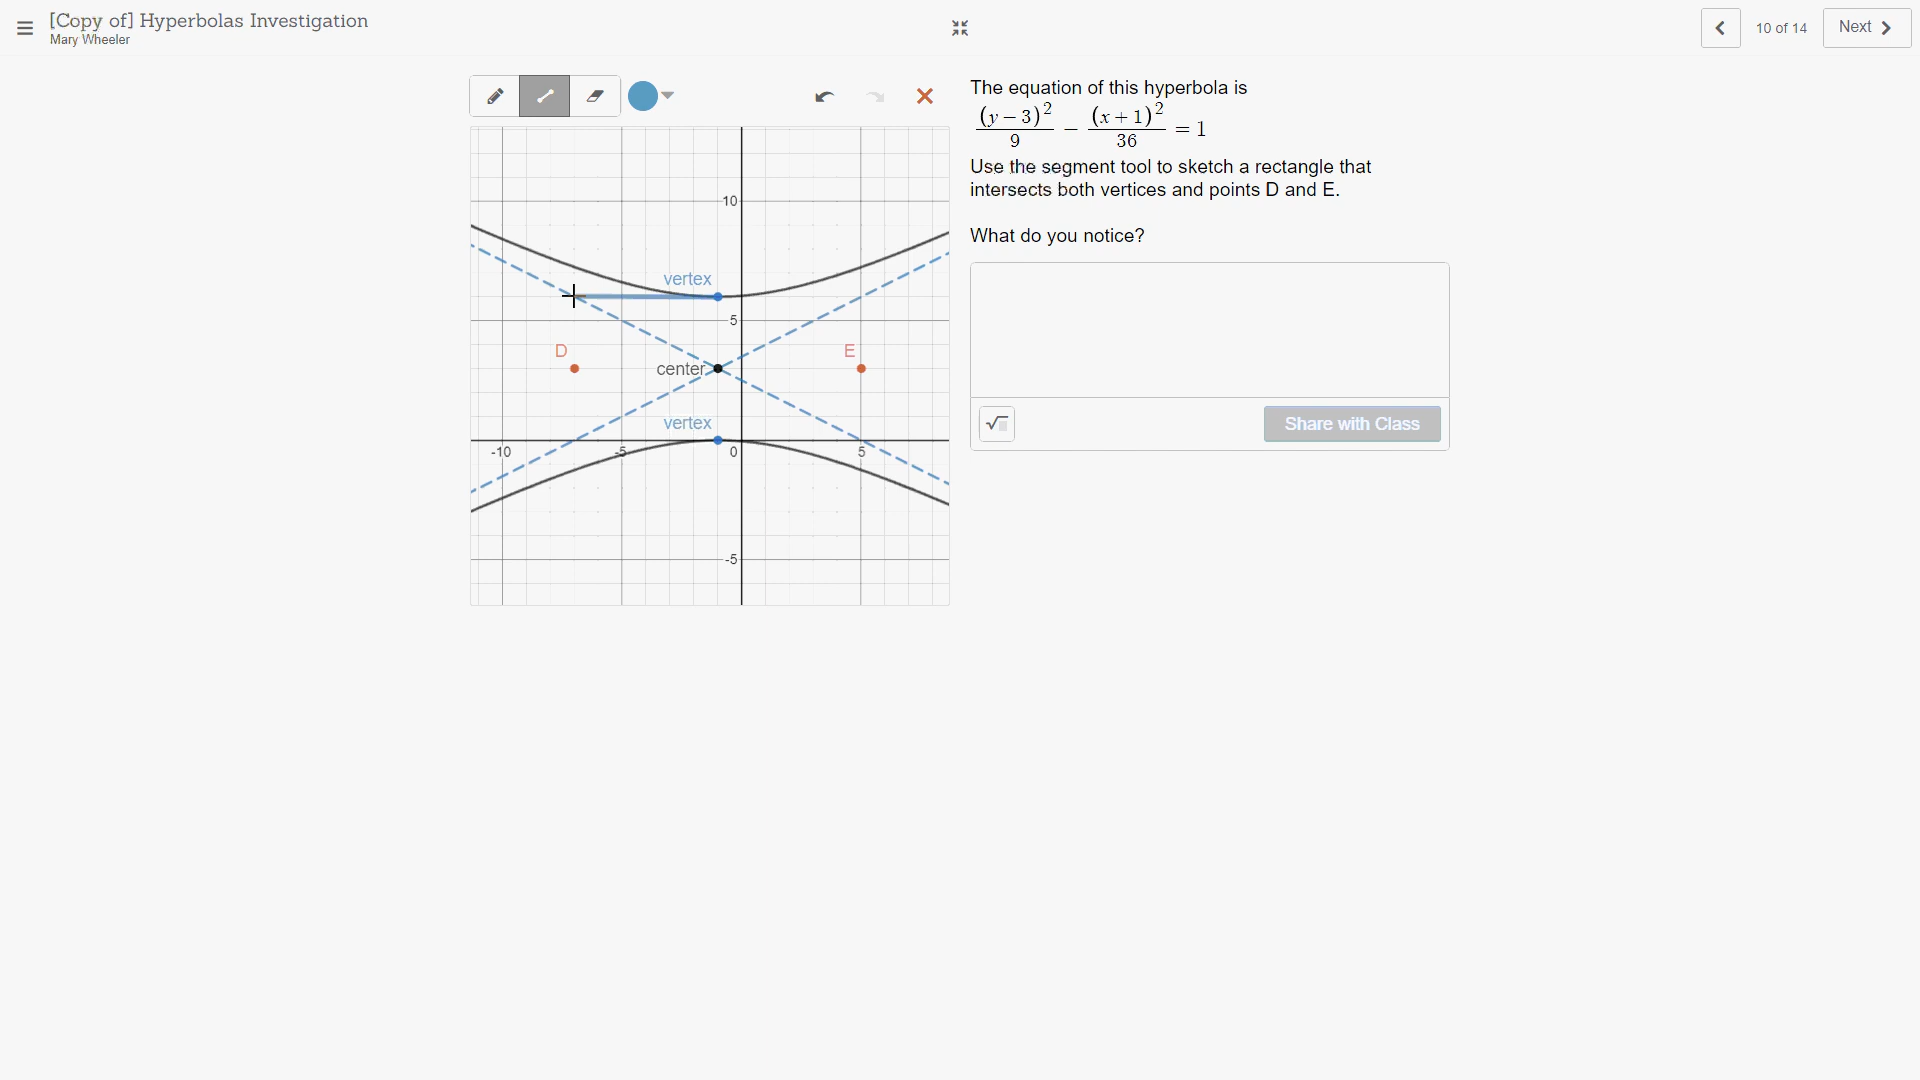 [Copy of] Hyperbolas Investigation
Mary Wheeler
10 of 14
Next
The equation of this hyperbola is
(y − 3)² / 9 − (x + 1)² / 36 = 1
Use the segment tool to sketch a rectangle that
intersects both vertices and points D and E.
What do you notice?
√
Share with Class
10
vertex
5
D
E
center
vertex
-10
-5
0
5
-5